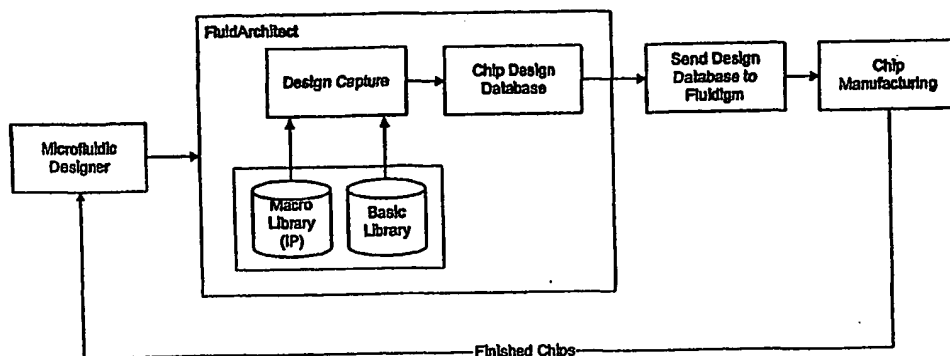 FluidArchitect
Design Capture
Chip Design
Database
Send Design
Database to
Fluidigm
Chip
Manufacturing
Microfluidic
Designer
Macro
Library
(IP)
Basic
Library
Finished Chips